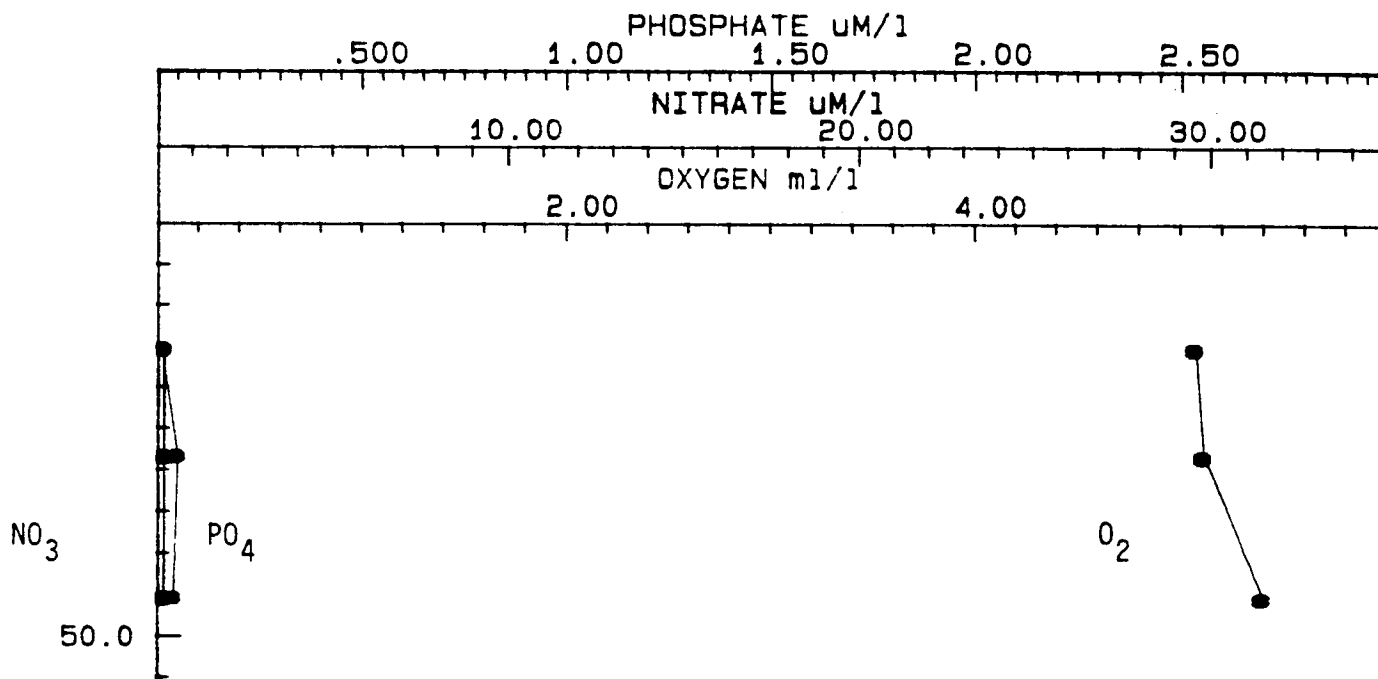 PHOSPHATE uM/l
.500 1.00 1.50 2.00 2.50
NITRATE uM/l
10.00 20.00 30.00
OXYGEN ml/l
2.00 4.00
NO3 PO4 O2
50.0